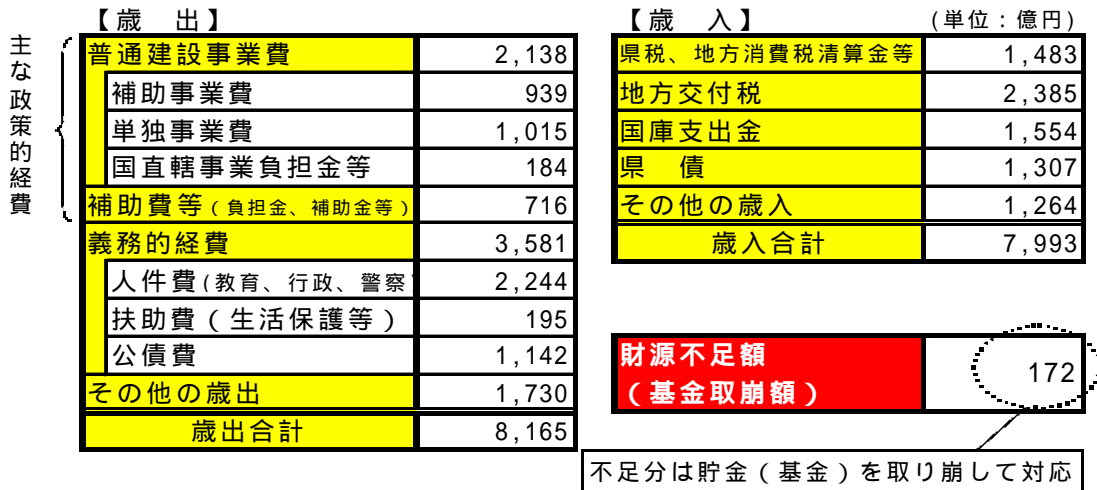 【歳　出】
主な政策的経費
普通建設事業費 2,138
補助事業費 939
単独事業費 1,015
国直轄事業負担金等 184
補助費等(負担金、補助金等) 716
義務的経費 3,581
人件費(教育、行政、警察 2,244
扶助費(生活保護等) 195
公債費 1,142
その他の歳出 1,730
歳出合計 8,165
【歳　入】 (単位:億円)
県税、地方消費税清算金等 1,483
地方交付税 2,385
国庫支出金 1,554
県　債 1,307
その他の歳入 1,264
歳入合計 7,993
財源不足額
(基金取崩額) 172
不足分は貯金(基金)を取り崩して対応